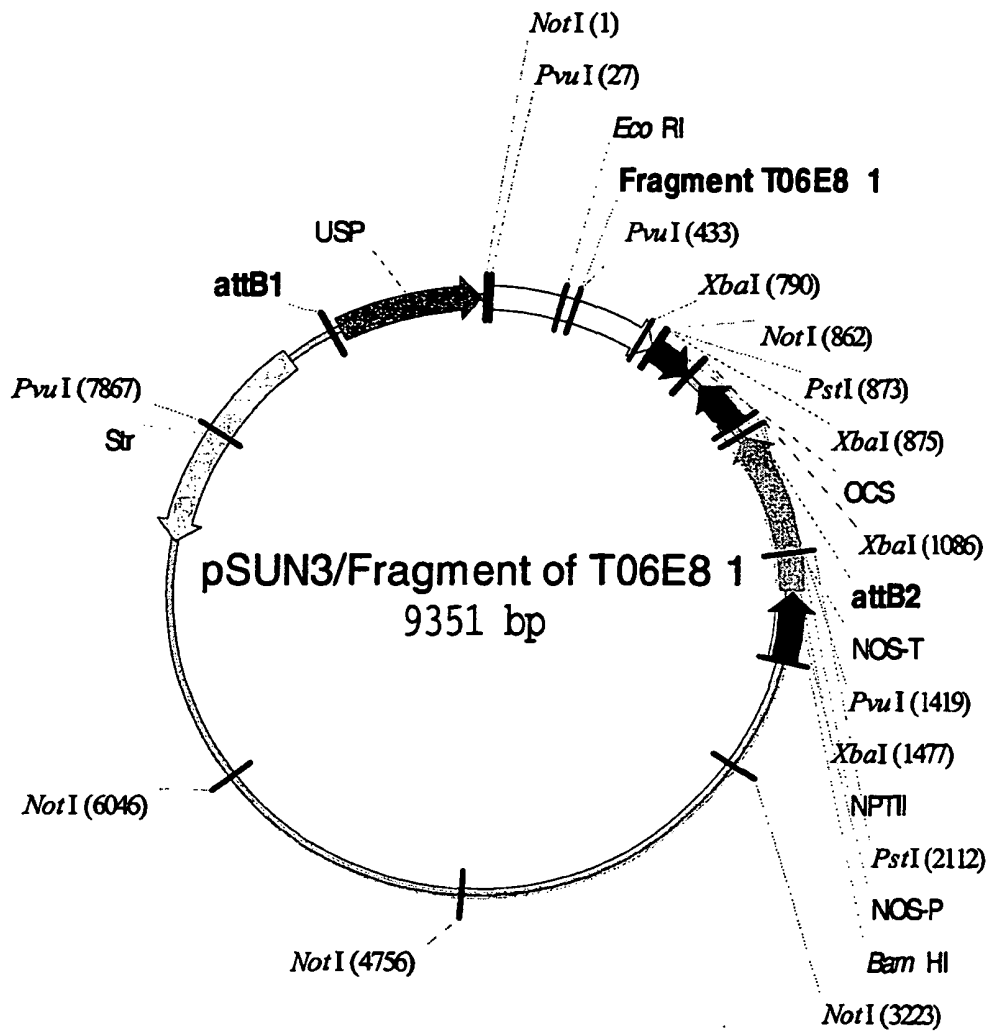 NotI (1)
PvuI (27)
Eco RI
Fragment T06E8 1
PvuI (433)
XbaI (790)
NotI (862)
PstI (873)
XbaI (875)
OCS
XbaI (1086)
attB2
NOS-T
PvuI (1419)
XbaI (1477)
NPTII
PstI (2112)
NOS-P
Bam HI
NotI (3223)
NotI (4756)
NotI (6046)
Str
PvuI (7867)
attB1
USP
pSUN3/Fragment of T06E8 1
9351 bp